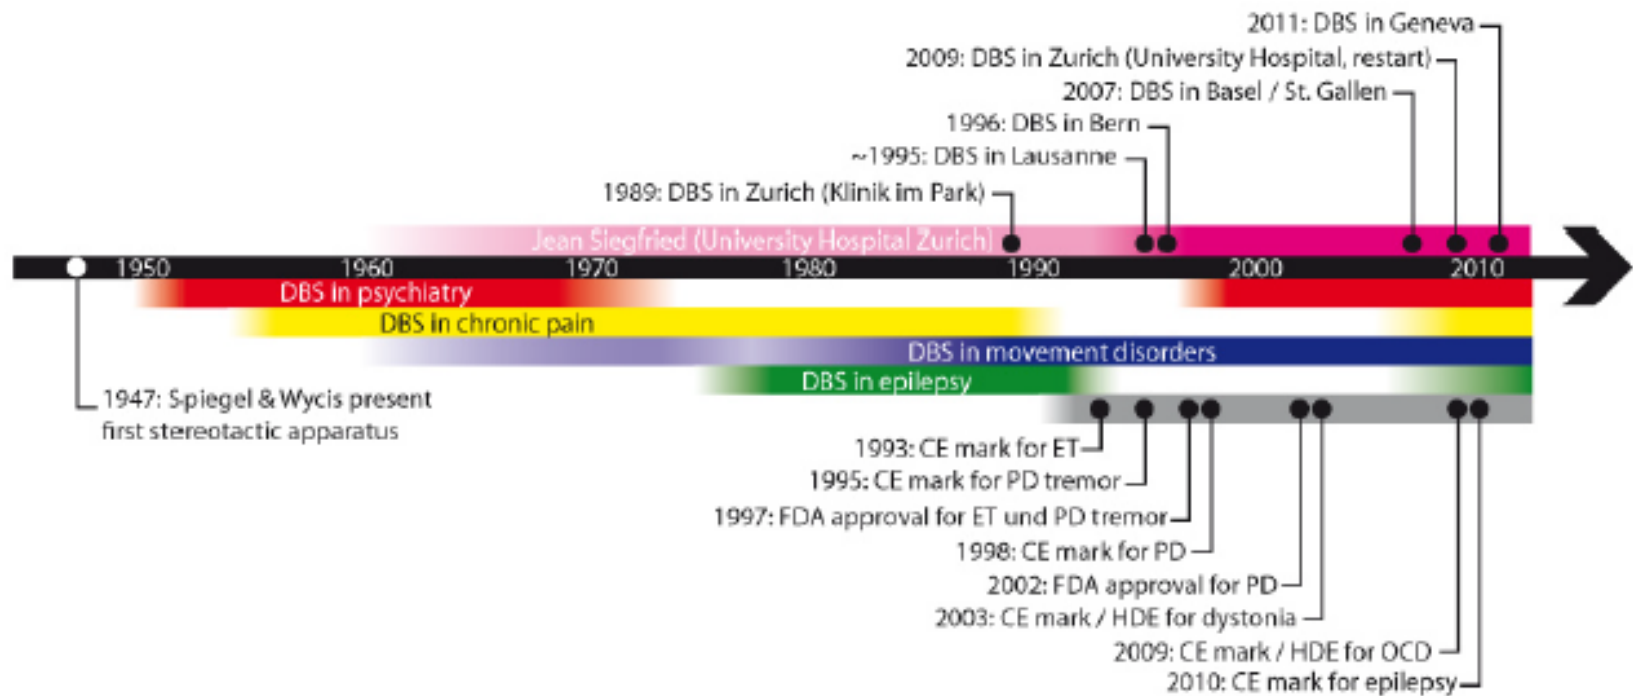 2011: DBS in Geneva
2009: DBS in Zurich (University Hospital, restart)
2007: DBS in Basel / St. Gallen
1996: DBS in Bern
~1995: DBS in Lausanne
1989: DBS in Zurich (Klinik im Park)
Jean Siegfried (University Hospital Zurich)
1950 1960 1970 1980 1990 2000 2010
DBS in psychiatry
DBS in chronic pain
DBS in movement disorders
DBS in epilepsy
1947: Spiegel & Wycis present
first stereotactic apparatus
1993: CE mark for ET
1995: CE mark for PD tremor
1997: FDA approval for ET und PD tremor
1998: CE mark for PD
2002: FDA approval for PD
2003: CE mark / HDE for dystonia
2009: CE mark / HDE for OCD
2010: CE mark for epilepsy